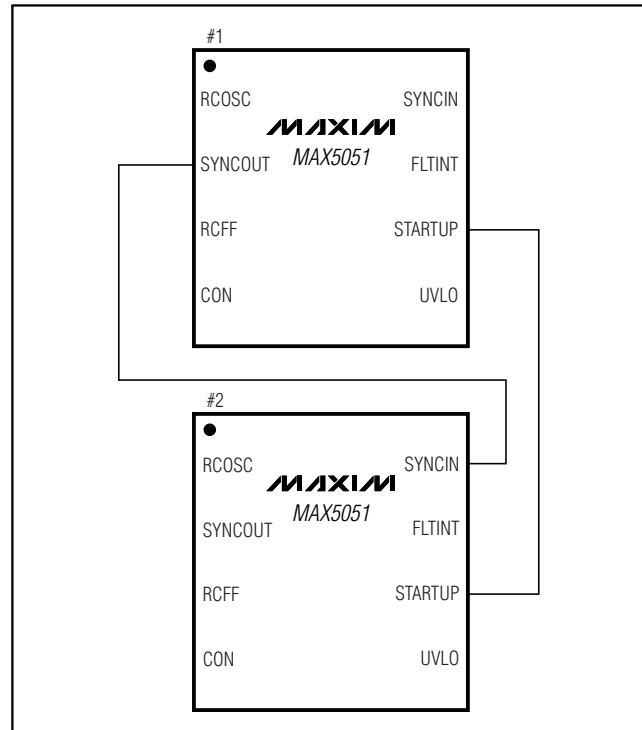 #1
RCOSC SYNCIN
MAXIM
SYNCOUT MAX5051 FLTINT
RCFF STARTUP
CON UVLO
#2
RCOSC SYNCIN
MAXIM
MAX5051
SYNCOUT FLTINT
RCFF STARTUP
CON UVLO